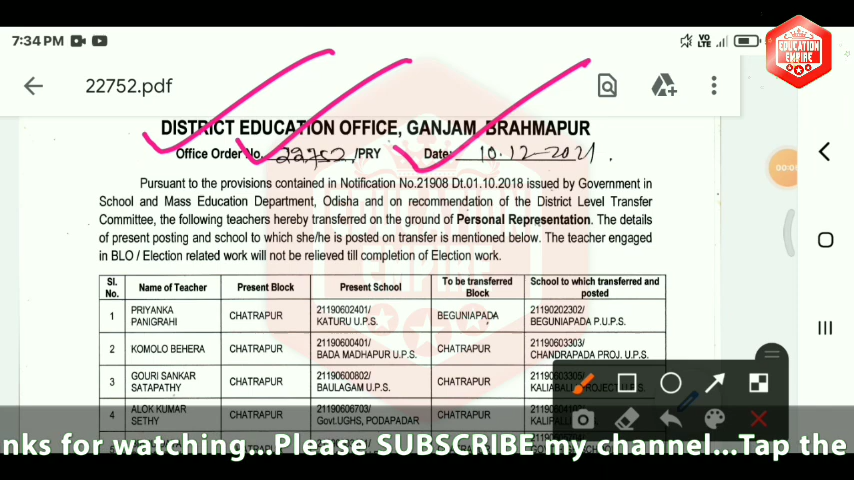 7:34 PM
VO LTE
EDUCATION EMPIRE
22752.pdf
DISTRICT EDUCATION OFFICE, GANJAM-BRAHMAPUR
Office Order No. 22752/PRY Date: 10.12-2021.
Pursuant to the provisions contained in Notification No.21908 Dt.01.10.2018 issued by Government in
School and Mass Education Department, Odisha and on recommendation of the District Level Transfer
Committee, the following teachers hereby transferred on the ground of Personal Representation. The details
of present posting and school to which she/he is posted on transfer is mentioned below. The teacher engaged
in BLO / Election related work will not be relieved till completion of Election work.
Sl. No. Name of Teacher Present Block Present School To be transferred Block School to which transferred and posted
1 PRIYANKA PANIGRAHI CHATRAPUR 21190602401/ KATURU U.P.S. BEGUNIAPADA 21190202302/ BEGUNIAPADA P.U.P.S.
2 KOMOLO BEHERA CHATRAPUR 21190600401/ BADA MADHAPUR U.P.S. CHATRAPUR 21190603303/ CHANDRAPADA PROJ. U.P.S.
3 GOURI SANKAR SATAPATHY CHATRAPUR 21190600802/ BAULAGAM U.P.S. CHATRAPUR
4 ALOK KUMAR SETHY CHATRAPUR 21190606703/ Govt.UGHS, PODAPADAR CHATRAPUR
nks for watching...Please SUBSCRIBE my channel...Tap the